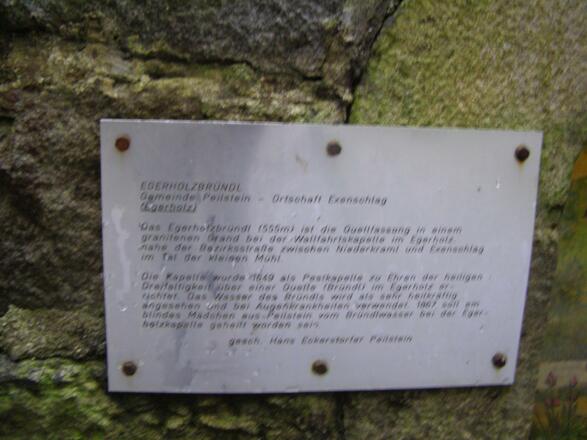 EGERHOLZBRÜNDL
Gemeinde Peilstein – Ortschaft Exenschlag
(Egerholz)
Das Egerholzbründl (555m) ist die Quellfassung in einem
granitenen Grand bei der Wallfahrtskapelle im Egerholz
nahe der Bezirksstraße zwischen Niederkraml und Exenschlag
im Tal der kleinen Mühl.
Die Kapelle wurde 1849 als Pestkapelle zu Ehren der heiligen
Dreifaltigkeit über einer Quelle (Bründl) im Egerholz er-
richtet. Das Wasser des Bründls wird als sehr heilkräftig
angesehen und bei Augenkrankheiten verwendet. 1867 soll ein
blindes Mädchen aus Peilstein vom Bründlwasser bei der Eger-
holzkapelle geheilt worden sein.
gesch. Hans Eckerstorfer Peilstein